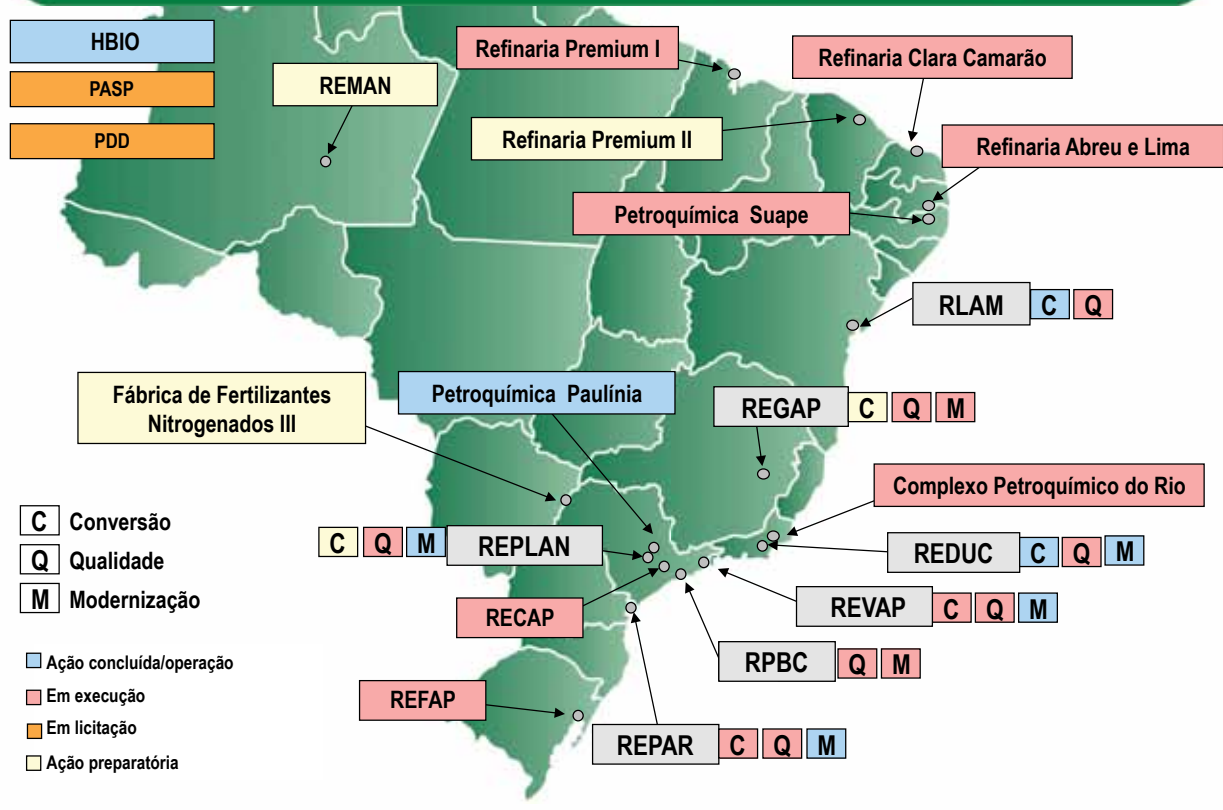 HBIO
PASP
PDD
REMAN
Refinaria Premium I
Refinaria Clara Camarão
Refinaria Premium II
Refinaria Abreu e Lima
Petroquímica Suape
RLAM C Q
Fábrica de Fertilizantes
Nitrogenados III
Petroquímica Paulínia
REGAP C Q M
Complexo Petroquímico do Rio
C Conversão
Q Qualidade
M Modernização
C Q M REPLAN
REDUC C Q M
RECAP
REVAP C Q M
RPBC Q M
REFAP
REPAR C Q M
Ação concluída/operação
Em execução
Em licitação
Ação preparatória